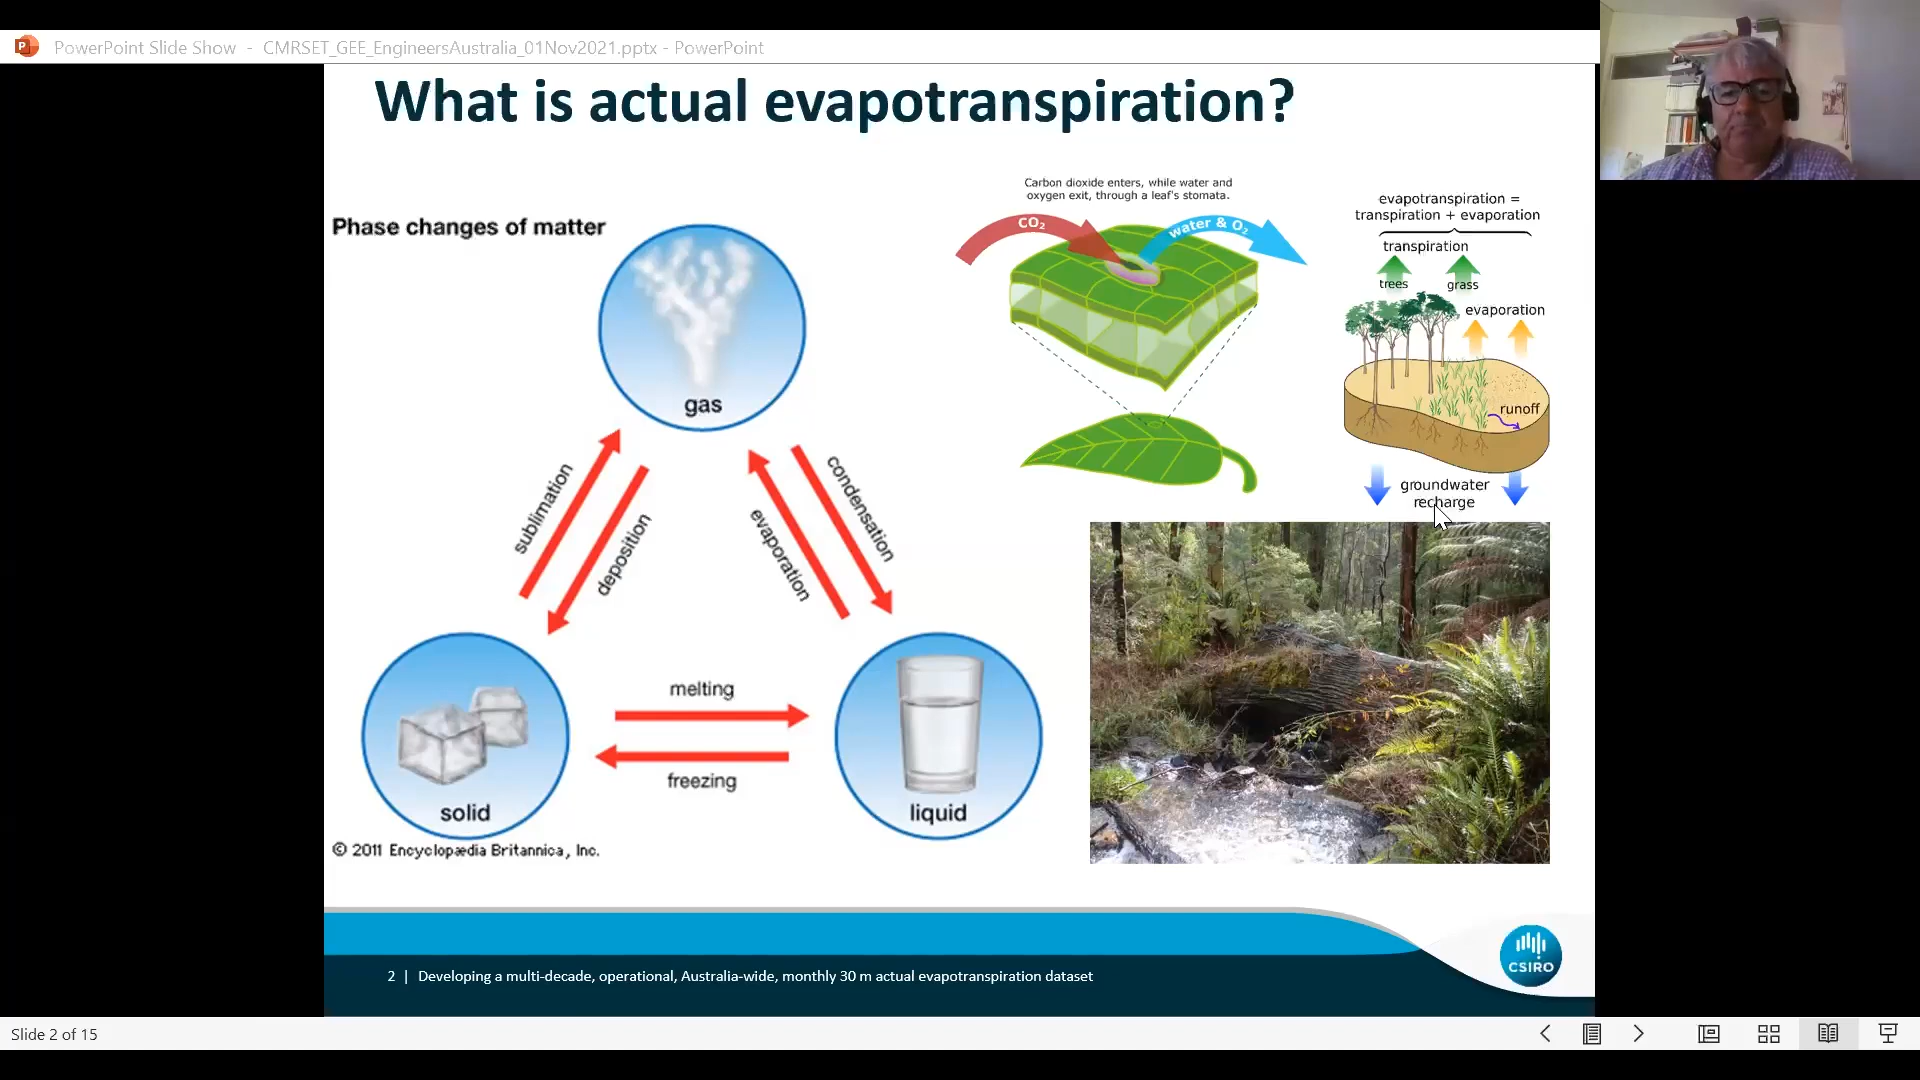 PowerPoint Slide Show - CMRSET_GEE_EngineersAustralia_01Nov2021.pptx - PowerPoint
What is actual evapotranspiration?
Phase changes of matter
gas
sublimation
deposition
condensation
evaporation
melting
freezing
solid
liquid
© 2011 Encyclopædia Britannica, Inc.
Carbon dioxide enters, while water and
oxygen exit, through a leaf's stomata.
CO₂
water & O₂
evapotranspiration =
transpiration + evaporation
transpiration
trees
grass
evaporation
runoff
groundwater
recharge
2 | Developing a multi-decade, operational, Australia-wide, monthly 30 m actual evapotranspiration dataset
CSIRO
Slide 2 of 15